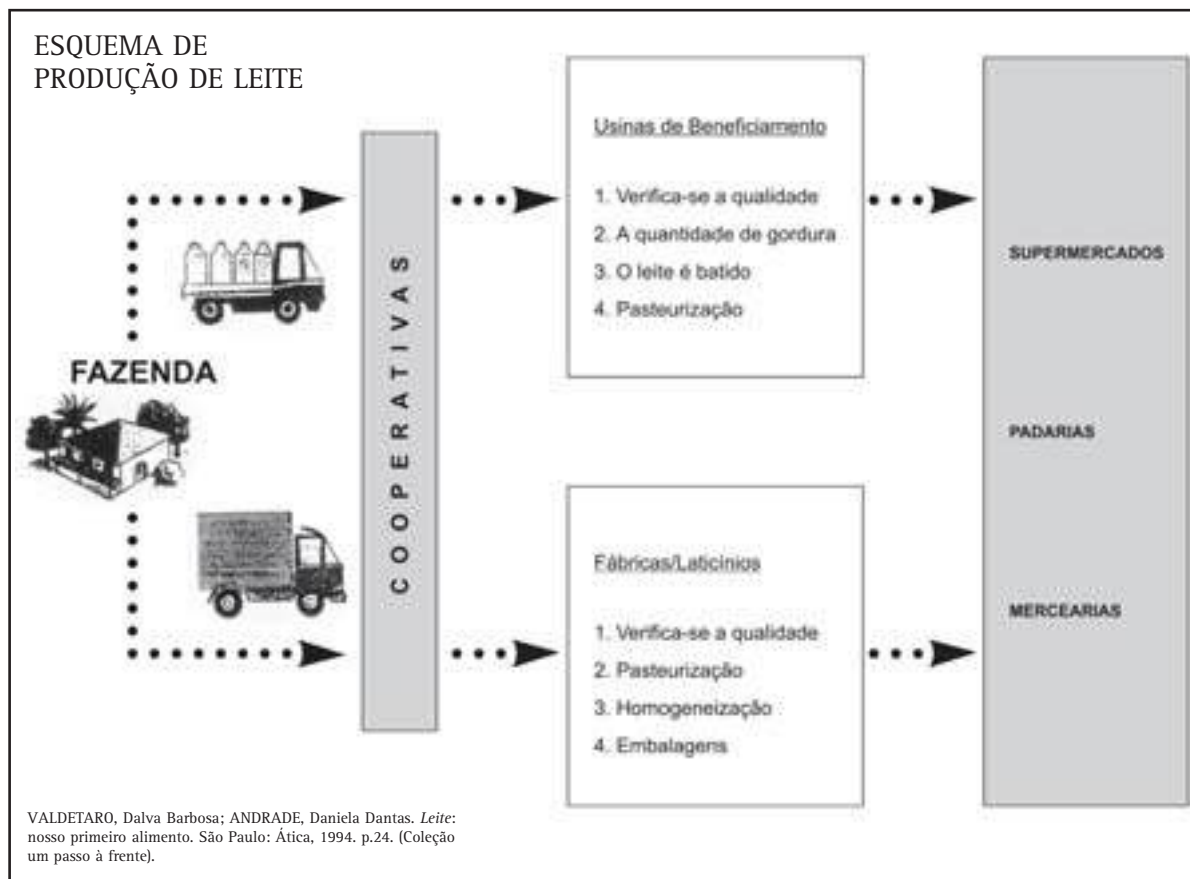 ESQUEMA DE
PRODUÇÃO DE LEITE
FAZENDA
COOPERATIVAS
Usinas de Beneficiamento
1. Verifica-se a qualidade
2. A quantidade de gordura
3. O leite é batido
4. Pasteurização
Fábricas/Laticínios
1. Verifica-se a qualidade
2. Pasteurização
3. Homogeneização
4. Embalagens
SUPERMERCADOS
PADARIAS
MERCEARIAS
VALDETARO, Dalva Barbosa; ANDRADE, Daniela Dantas. Leite:
nosso primeiro alimento. São Paulo: Ática, 1994. p.24. (Coleção
um passo à frente).